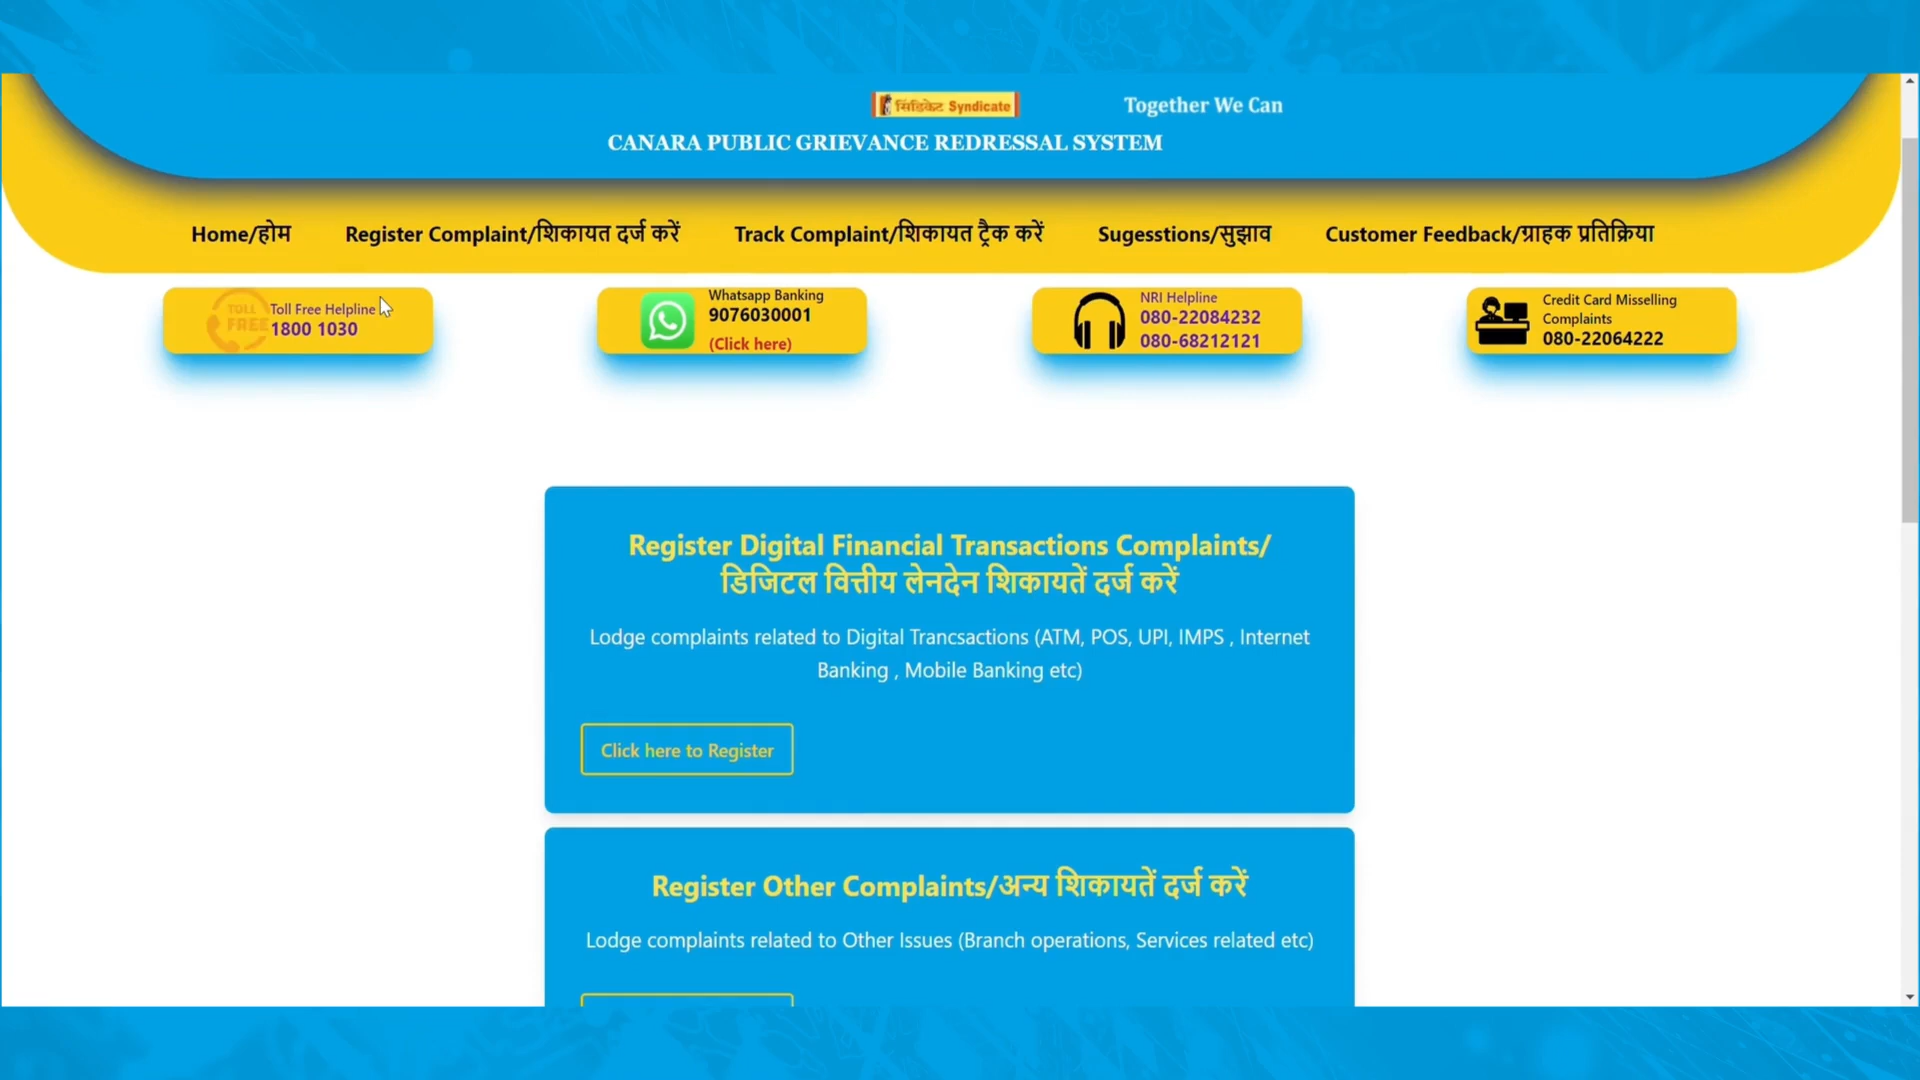 सिंडिकेट Syndicate
Together We Can
CANARA PUBLIC GRIEVANCE REDRESSAL SYSTEM
Home/होम
Register Complaint/शिकायत दर्ज करें
Track Complaint/शिकायत ट्रैक करें
Sugesstions/सुझाव
Customer Feedback/ग्राहक प्रतिक्रिया
TOLL
FREE
Toll Free Helpline
1800 1030
Whatsapp Banking
9076030001
(Click here)
NRI Helpline
080-22084232
080-68212121
Credit Card Misselling
Complaints
080-22064222
Register Digital Financial Transactions Complaints/
डिजिटल वित्तीय लेनदेन शिकायतें दर्ज करें
Lodge complaints related to Digital Trancsactions (ATM, POS, UPI, IMPS , Internet
Banking , Mobile Banking etc)
Click here to Register
Register Other Complaints/अन्य शिकायतें दर्ज करें
Lodge complaints related to Other Issues (Branch operations, Services related etc)